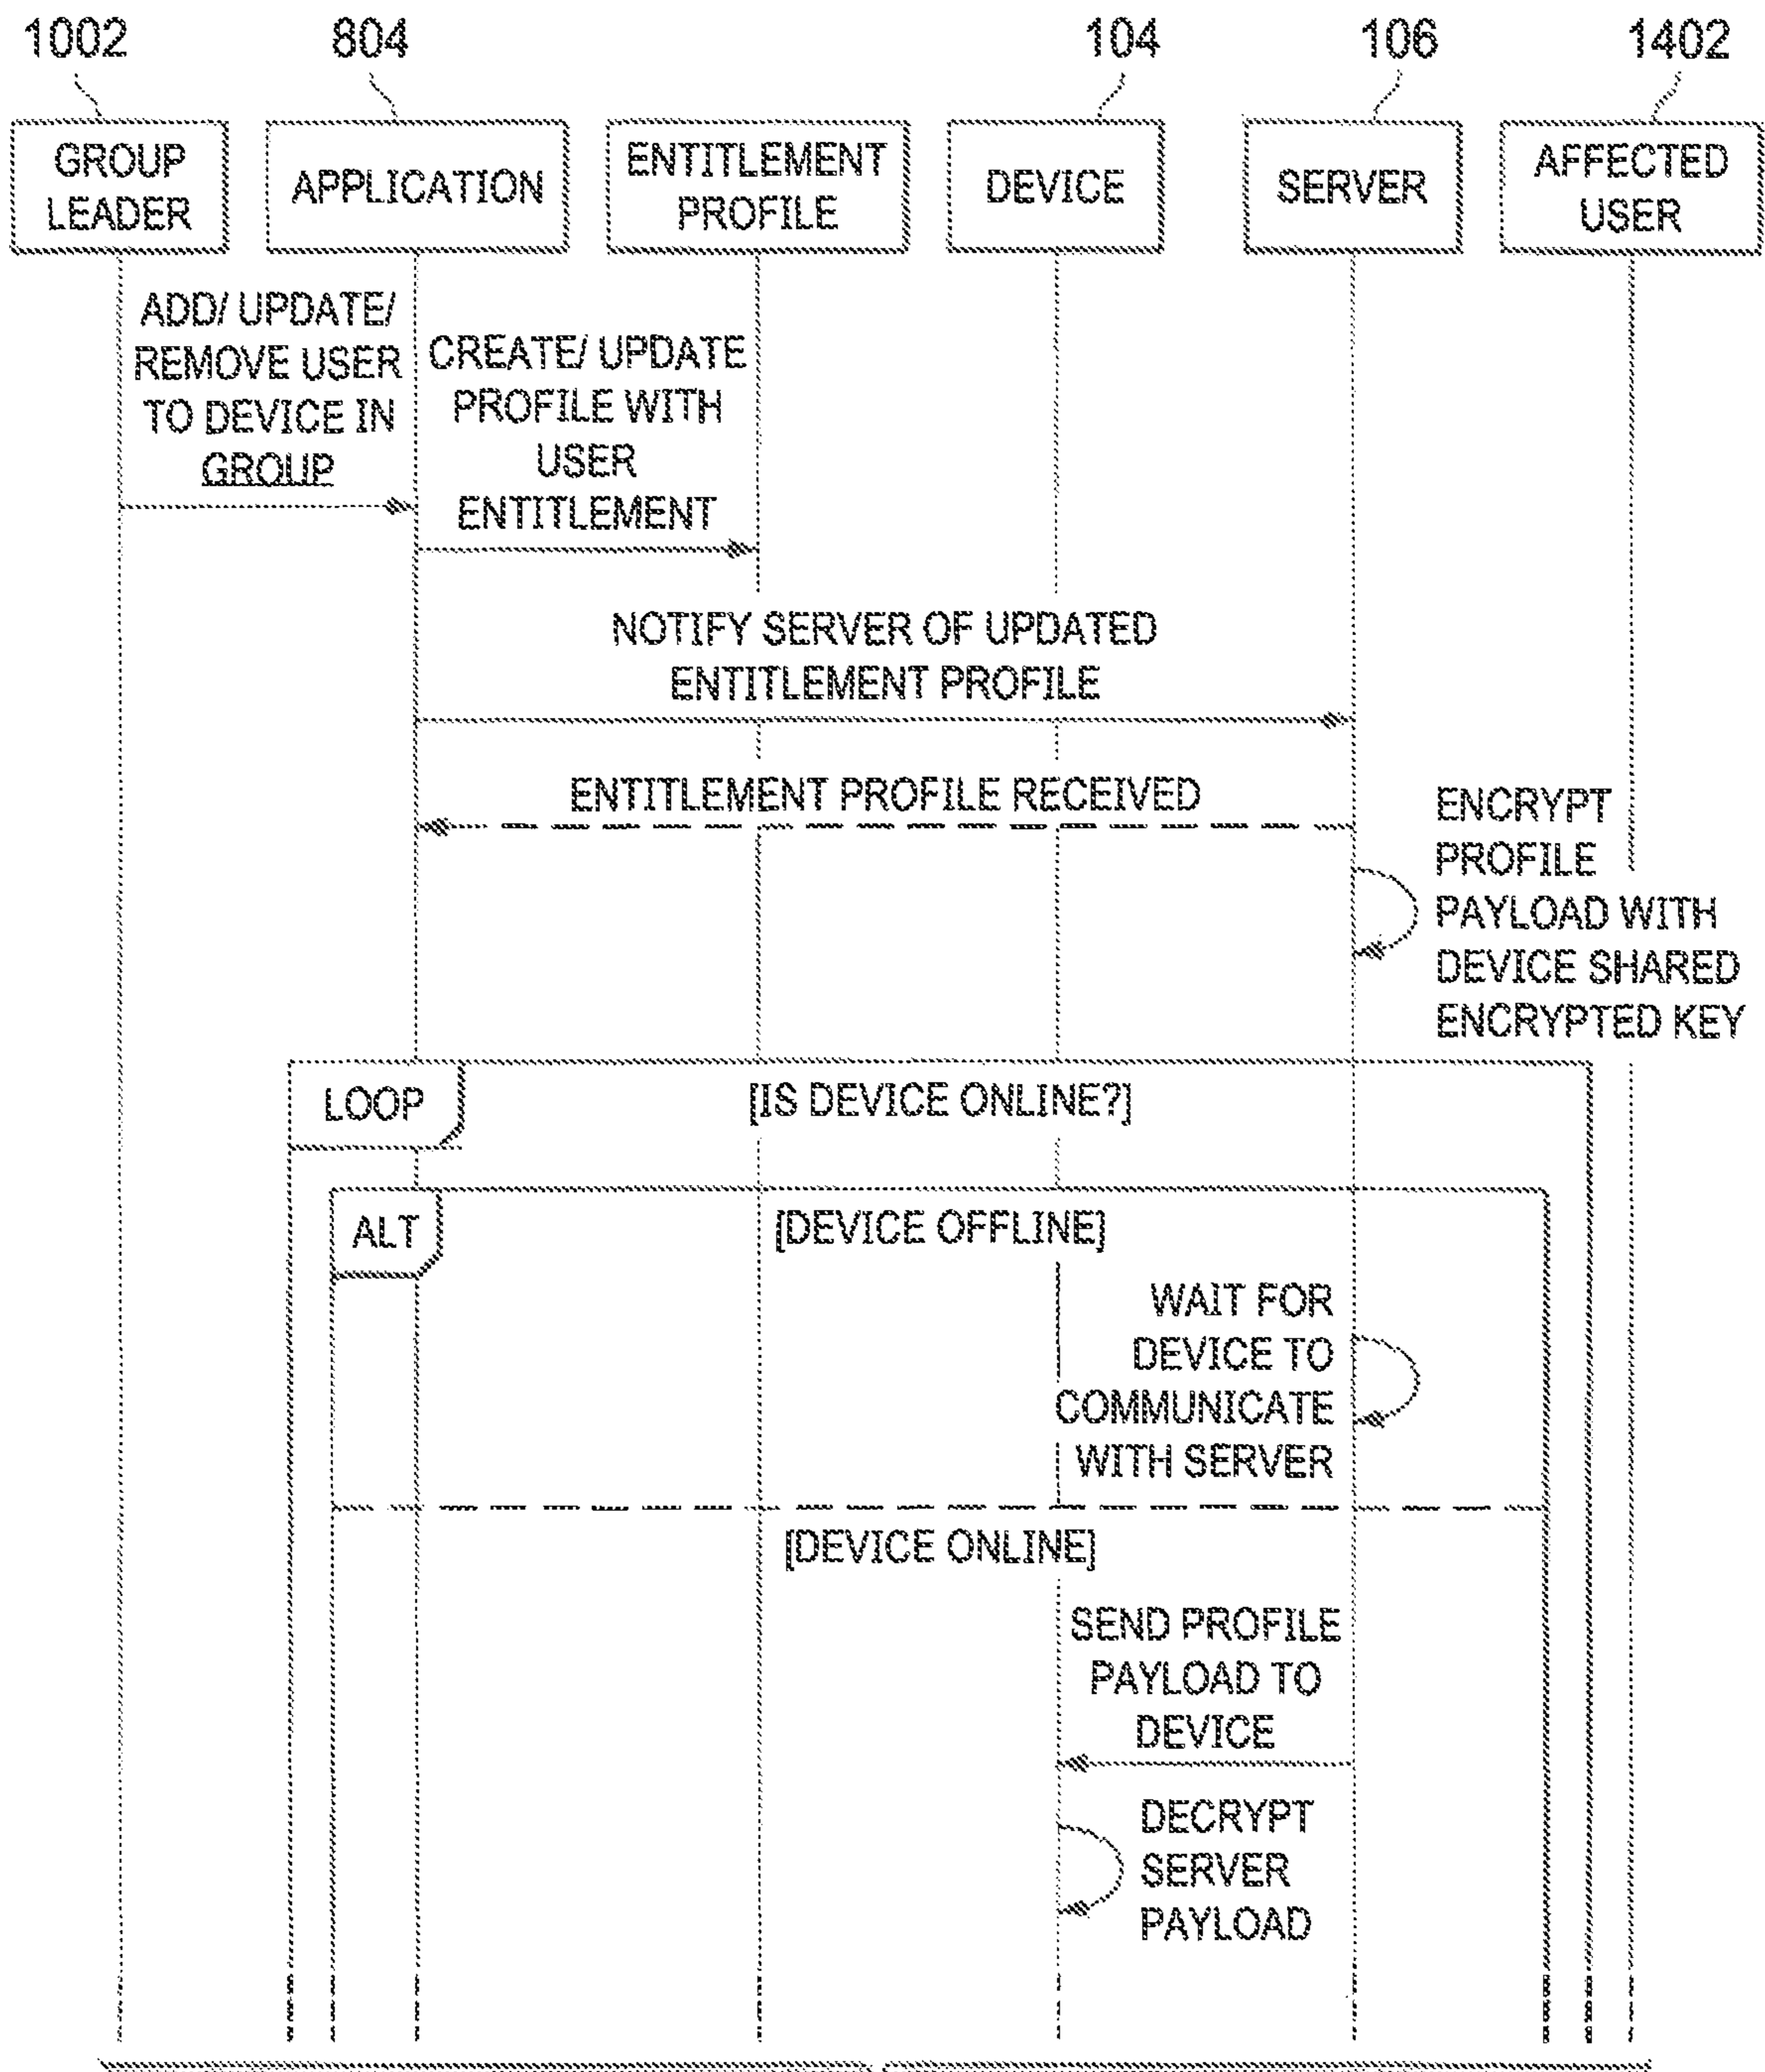 1002
804
104
106
1402
GROUP
LEADER
APPLICATION
ENTITLEMENT
PROFILE
DEVICE
SERVER
AFFECTED
USER
ADD/ UPDATE/
REMOVE USER
TO DEVICE IN
GROUP
CREATE/ UPDATE
PROFILE WITH
USER
ENTITLEMENT
NOTIFY SERVER OF UPDATED
ENTITLEMENT PROFILE
ENTITLEMENT PROFILE RECEIVED
ENCRYPT
PROFILE
PAYLOAD WITH
DEVICE SHARED
ENCRYPTED KEY
LOOP
[IS DEVICE ONLINE?]
ALT
[DEVICE OFFLINE]
WAIT FOR
DEVICE TO
COMMUNICATE
WITH SERVER
[DEVICE ONLINE]
SEND PROFILE
PAYLOAD TO
DEVICE
DECRYPT
SERVER
PAYLOAD